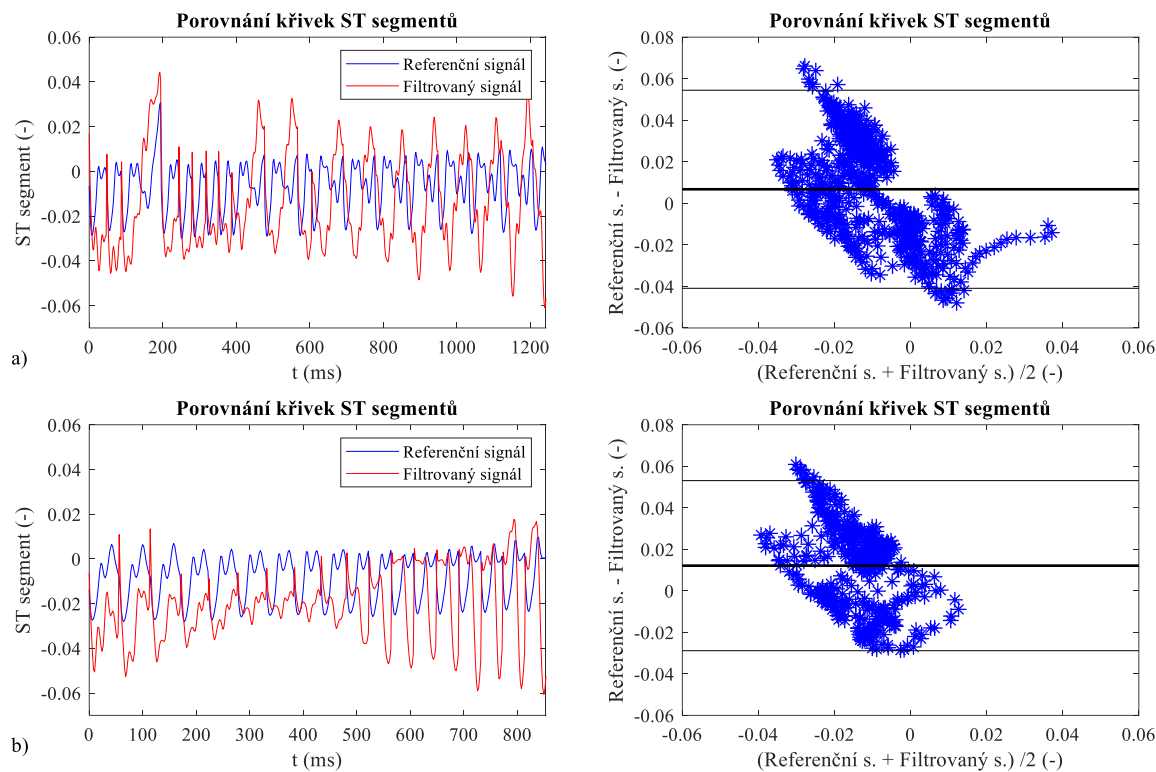 Porovnání křivek ST segmentů
0.06
0.04
0.02
0
-0.02
-0.04
-0.06
ST segment (-)
Referenční signál
Filtrovaný signál
0 200 400 600 800 1000 1200
t (ms)
a)
Porovnání křivek ST segmentů
0.08
0.06
0.04
0.02
0
-0.02
-0.04
-0.06
Referenční s. - Filtrovaný s. (-)
-0.06 -0.04 -0.02 0 0.02 0.04 0.06
(Referenční s. + Filtrovaný s.) /2 (-)
Porovnání křivek ST segmentů
0.06
0.04
0.02
0
-0.02
-0.04
-0.06
ST segment (-)
Referenční signál
Filtrovaný signál
0 100 200 300 400 500 600 700 800
t (ms)
b)
Porovnání křivek ST segmentů
0.08
0.06
0.04
0.02
0
-0.02
-0.04
-0.06
Referenční s. - Filtrovaný s. (-)
-0.06 -0.04 -0.02 0 0.02 0.04 0.06
(Referenční s. + Filtrovaný s.) /2 (-)